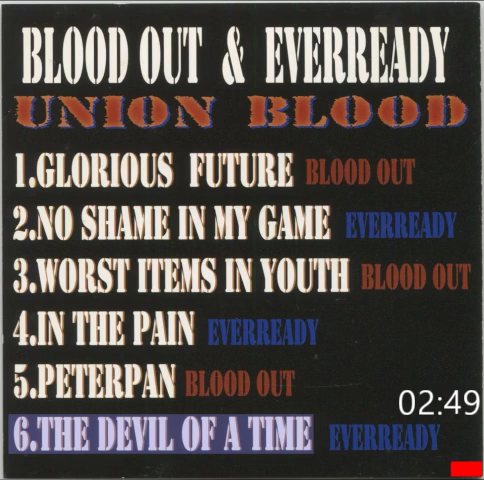 BLOOD OUT & EVERREADY
UNION BLOOD
1.GLORIOUS FUTURE BLOOD OUT
2.NO SHAME IN MY GAME EVERREADY
3.WORST ITEMS IN YOUTH BLOOD OUT
4.IN THE PAIN EVERREADY
5.PETERPAN BLOOD OUT
02:49
6.THE DEVIL OF A TIME EVERREADY